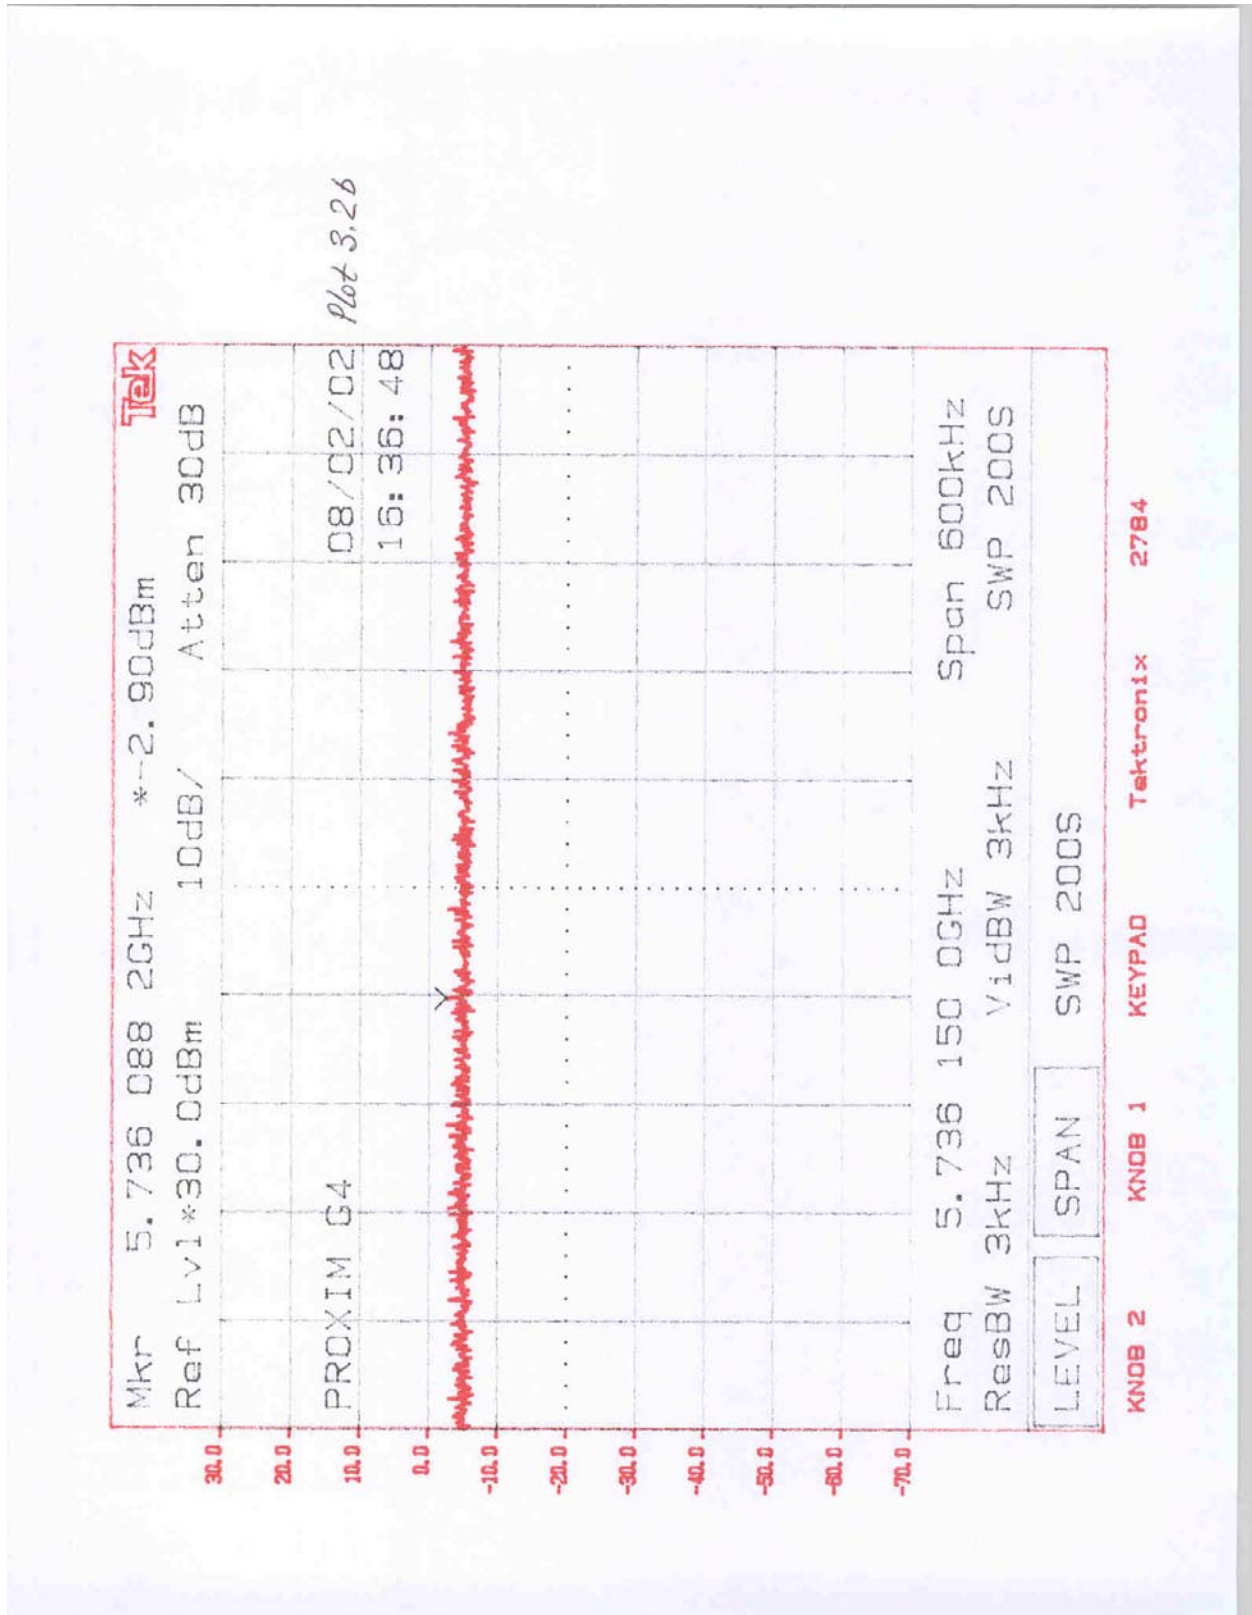 Mkr 5.736 088 2GHz *-2.90dBm Tek
Ref Lvl*30.0dBm 10dB/ Atten 30dB
30.0
20.0
PROXIM G4 08/02/02 Plot 3.2b
10.0
16:36:48
0.0
-10.0
-20.0
-30.0
-40.0
-50.0
-60.0
-70.0
Freq 5.736 150 0GHz Span 600kHz
ResBW 3kHz VidBW 3kHz SWP 200S
LEVEL SPAN SWP 200S
KNOB 2 KNOB 1 KEYPAD Tektronix 2784